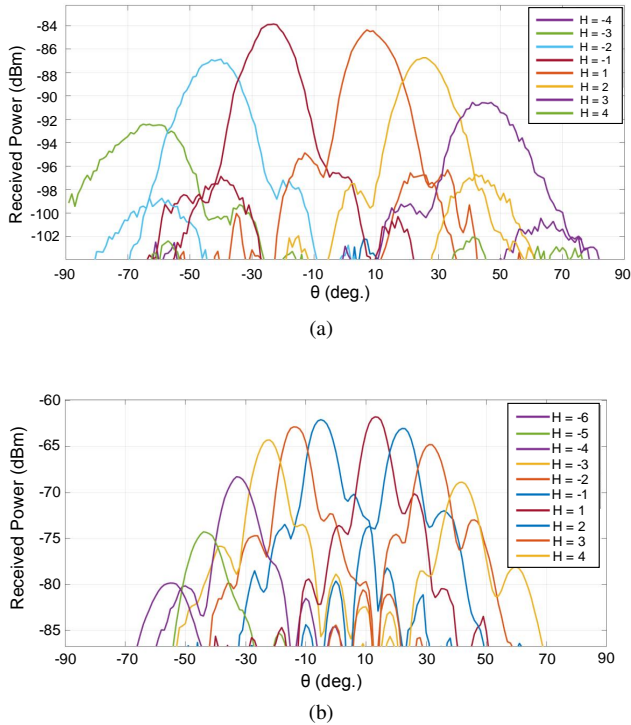 -84
-86
-88
-90
-92
-94
-96
-98
-100
-102
Received Power (dBm)
-90 -70 -50 -30 -10 10 30 50 70 90
θ (deg.)
H = -4
H = -3
H = -2
H = -1
H = 1
H = 2
H = 3
H = 4
(a)
-60
-65
-70
-75
-80
-85
Received Power (dBm)
-90 -70 -50 -30 -10 10 30 50 70 90
θ (deg.)
H = -6
H = -5
H = -4
H = -3
H = -2
H = -1
H = 1
H = 2
H = 3
H = 4
(b)